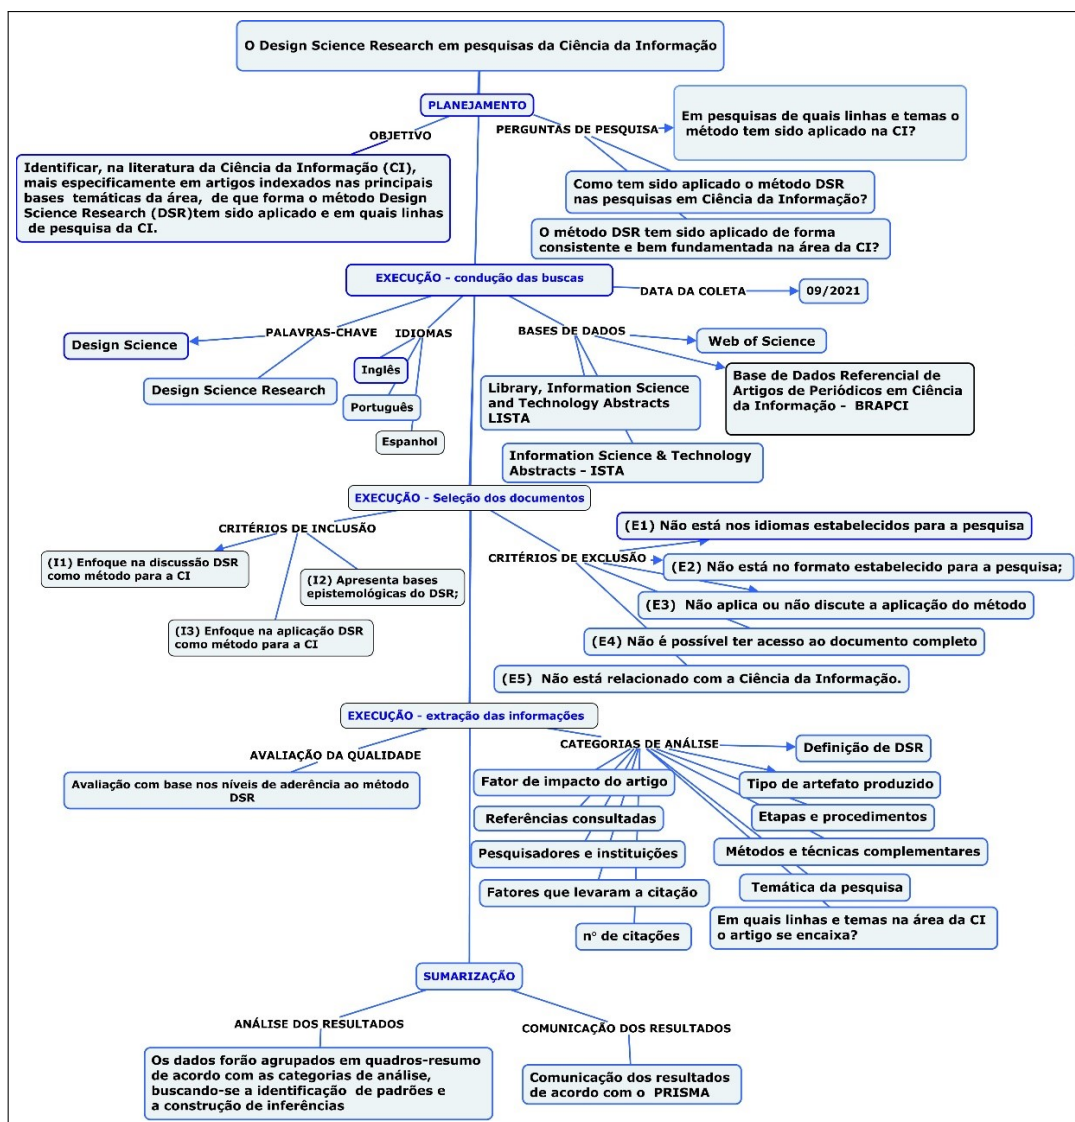 O Design Science Research em pesquisas da Ciência da Informação
PLANEJAMENTO
OBJETIVO
Identificar, na literatura da Ciência da Informação (CI),
mais especificamente em artigos indexados nas principais
bases temáticas da área, de que forma o método Design
Science Research (DSR)tem sido aplicado e em quais linhas
de pesquisa da CI.
PERGUNTAS DE PESQUISA
Em pesquisas de quais linhas e temas o
método tem sido aplicado na CI?
Como tem sido aplicado o método DSR
nas pesquisas em Ciência da Informação?
O método DSR tem sido aplicado de forma
consistente e bem fundamentada na área da CI?
EXECUÇÃO - condução das buscas
DATA DA COLETA
09/2021
PALAVRAS-CHAVE
Design Science
Design Science Research
IDIOMAS
Inglês
Português
Espanhol
BASES DE DADOS
Web of Science
Base de Dados Referencial de
Artigos de Periódicos em Ciência
da Informação - BRAPCI
Library, Information Science
and Technology Abstracts
LISTA
Information Science & Technology
Abstracts - ISTA
EXECUÇÃO - Seleção dos documentos
CRITÉRIOS DE INCLUSÃO
(I1) Enfoque na discussão DSR
como método para a CI
(I2) Apresenta bases
epistemológicas do DSR;
(I3) Enfoque na aplicação DSR
como método para a CI
CRITÉRIOS DE EXCLUSÃO
(E1) Não está nos idiomas estabelecidos para a pesquisa
(E2) Não está no formato estabelecido para a pesquisa;
(E3) Não aplica ou não discute a aplicação do método
(E4) Não é possível ter acesso ao documento completo
(E5) Não está relacionado com a Ciência da Informação.
EXECUÇÃO - extração das informações
AVALIAÇÃO DA QUALIDADE
Avaliação com base nos níveis de aderência ao método
DSR
CATEGORIAS DE ANÁLISE
Definição de DSR
Tipo de artefato produzido
Etapas e procedimentos
Métodos e técnicas complementares
Temática da pesquisa
Em quais linhas e temas na área da CI
o artigo se encaixa?
Fator de impacto do artigo
Referências consultadas
Pesquisadores e instituições
Fatores que levaram a citação
nº de citações
SUMARIZAÇÃO
ANÁLISE DOS RESULTADOS
Os dados forão agrupados em quadros-resumo
de acordo com as categorias de análise,
buscando-se a identificação de padrões e
a construção de inferências
COMUNICAÇÃO DOS RESULTADOS
Comunicação dos resultados
de acordo com o PRISMA